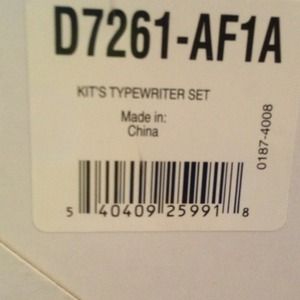 D7261-AF1A
KIT'S TYPEWRITER SET
Made in:
China
0187-4008
5 40409 25991 8